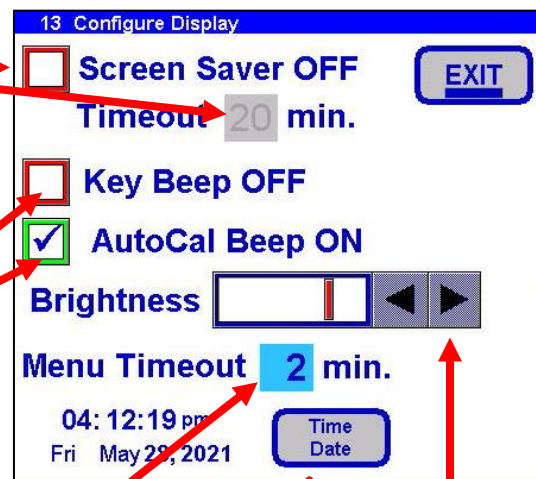 13 Configure Display
Screen Saver OFF
EXIT
Timeout 20 min.
Key Beep OFF
AutoCal Beep ON
Brightness
Menu Timeout 2 min.
04:12:19 pm
Time
Date
Fri May 28, 2021